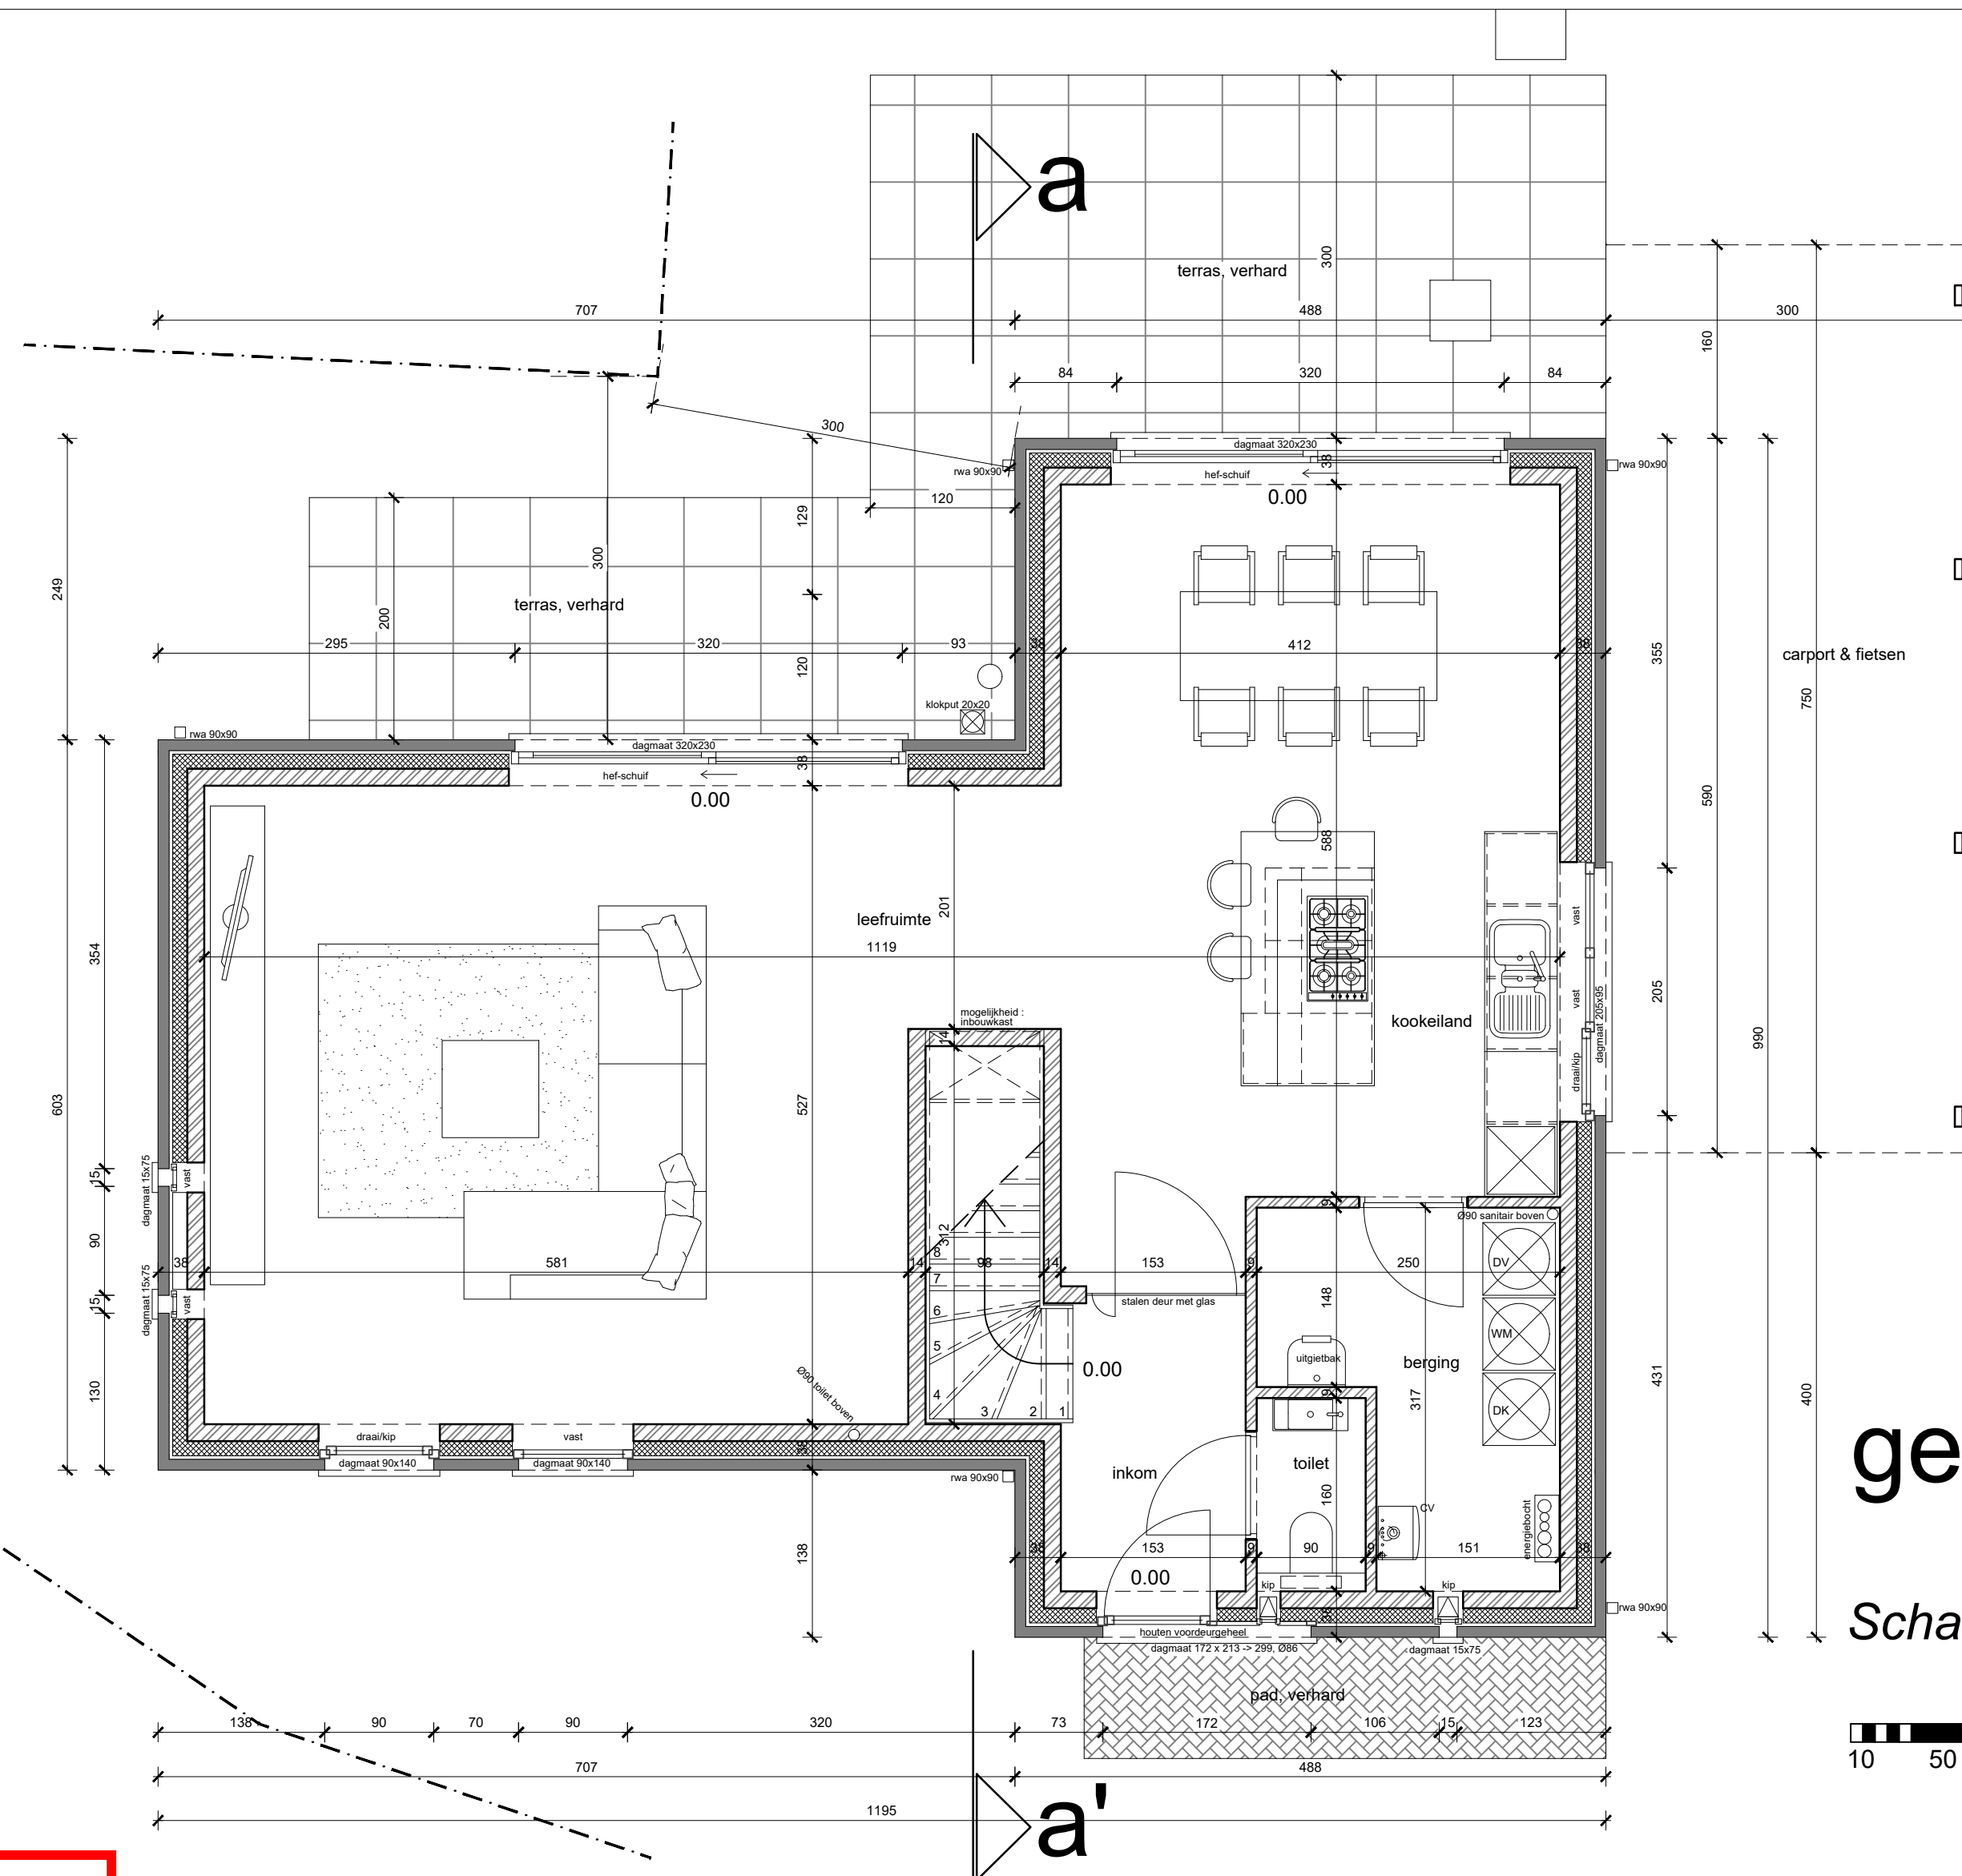 a
terras, verhard
300
707
488
300
160
84
320
84
300
dagmaat 320x230
38
rwa 90x90
rwa 90x90
hef-schuif
0.00
120
129
249
300
terras, verhard
200
295
320
93
38
412
38
120
355
carport & fietsen
750
klokput 20x20
rwa 90x90
dagmaat 320x230
38
hef-schuif
0.00
590
588
leefruimte
201
1119
354
vast
vast
draai/kip
dagmaat 205x95
205
990
mogelijkheid :
inbouwkast
14
kookeiland
603
527
15
vast
dagmaat 15x75
90
312
9
Ø90 sanitair boven
38
581
14
98
14
153
9
250
DV
8
7
6
5
4
3
2
1
stalen deur met glas
148
15
vast
dagmaat 15x75
WM
uitgietbak
berging
0.00
130
Ø90 toilet boven
9
317
DK
431
400
draai/kip
vast
38
dagmaat 90x140
dagmaat 90x140
rwa 90x90
inkom
toilet
160
CV
energiebocht
ge
138
38
153
9
90
9
151
38
0.00
kip
kip
38
rwa 90x90
houten voordeurgeheel
dagmaat 172 x 213 -> 299, Ø86
dagmaat 15x75
Scha
pad, verhard
138
90
70
90
320
73
172
106
15
123
10
50
707
488
1195
a'